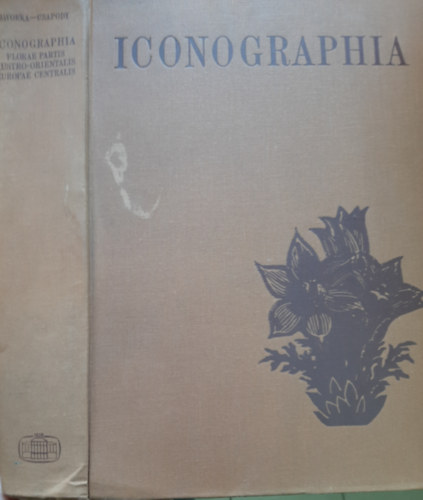 JÁVORKA—CSAPODY
ICONOGRAPHIA
FLORAE PARTIS
AUSTRO-ORIENTALIS
EUROPAE CENTRALIS
ICONOGRAPHIA